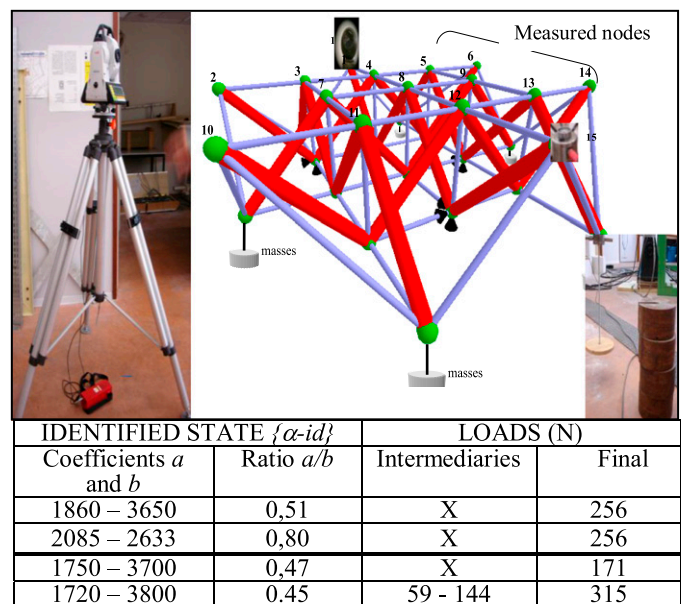 Measured nodes
1
2
3
4
5
6
7
8
9
10
11
12
13
14
15
masses
masses
IDENTIFIED STATE {α-id}
LOADS (N)
Coefficients a and b
Ratio a/b
Intermediaries
Final
1860 – 3650
0,51
X
256
2085 – 2633
0,80
X
256
1750 – 3700
0,47
X
171
1720 – 3800
0.45
59 - 144
315